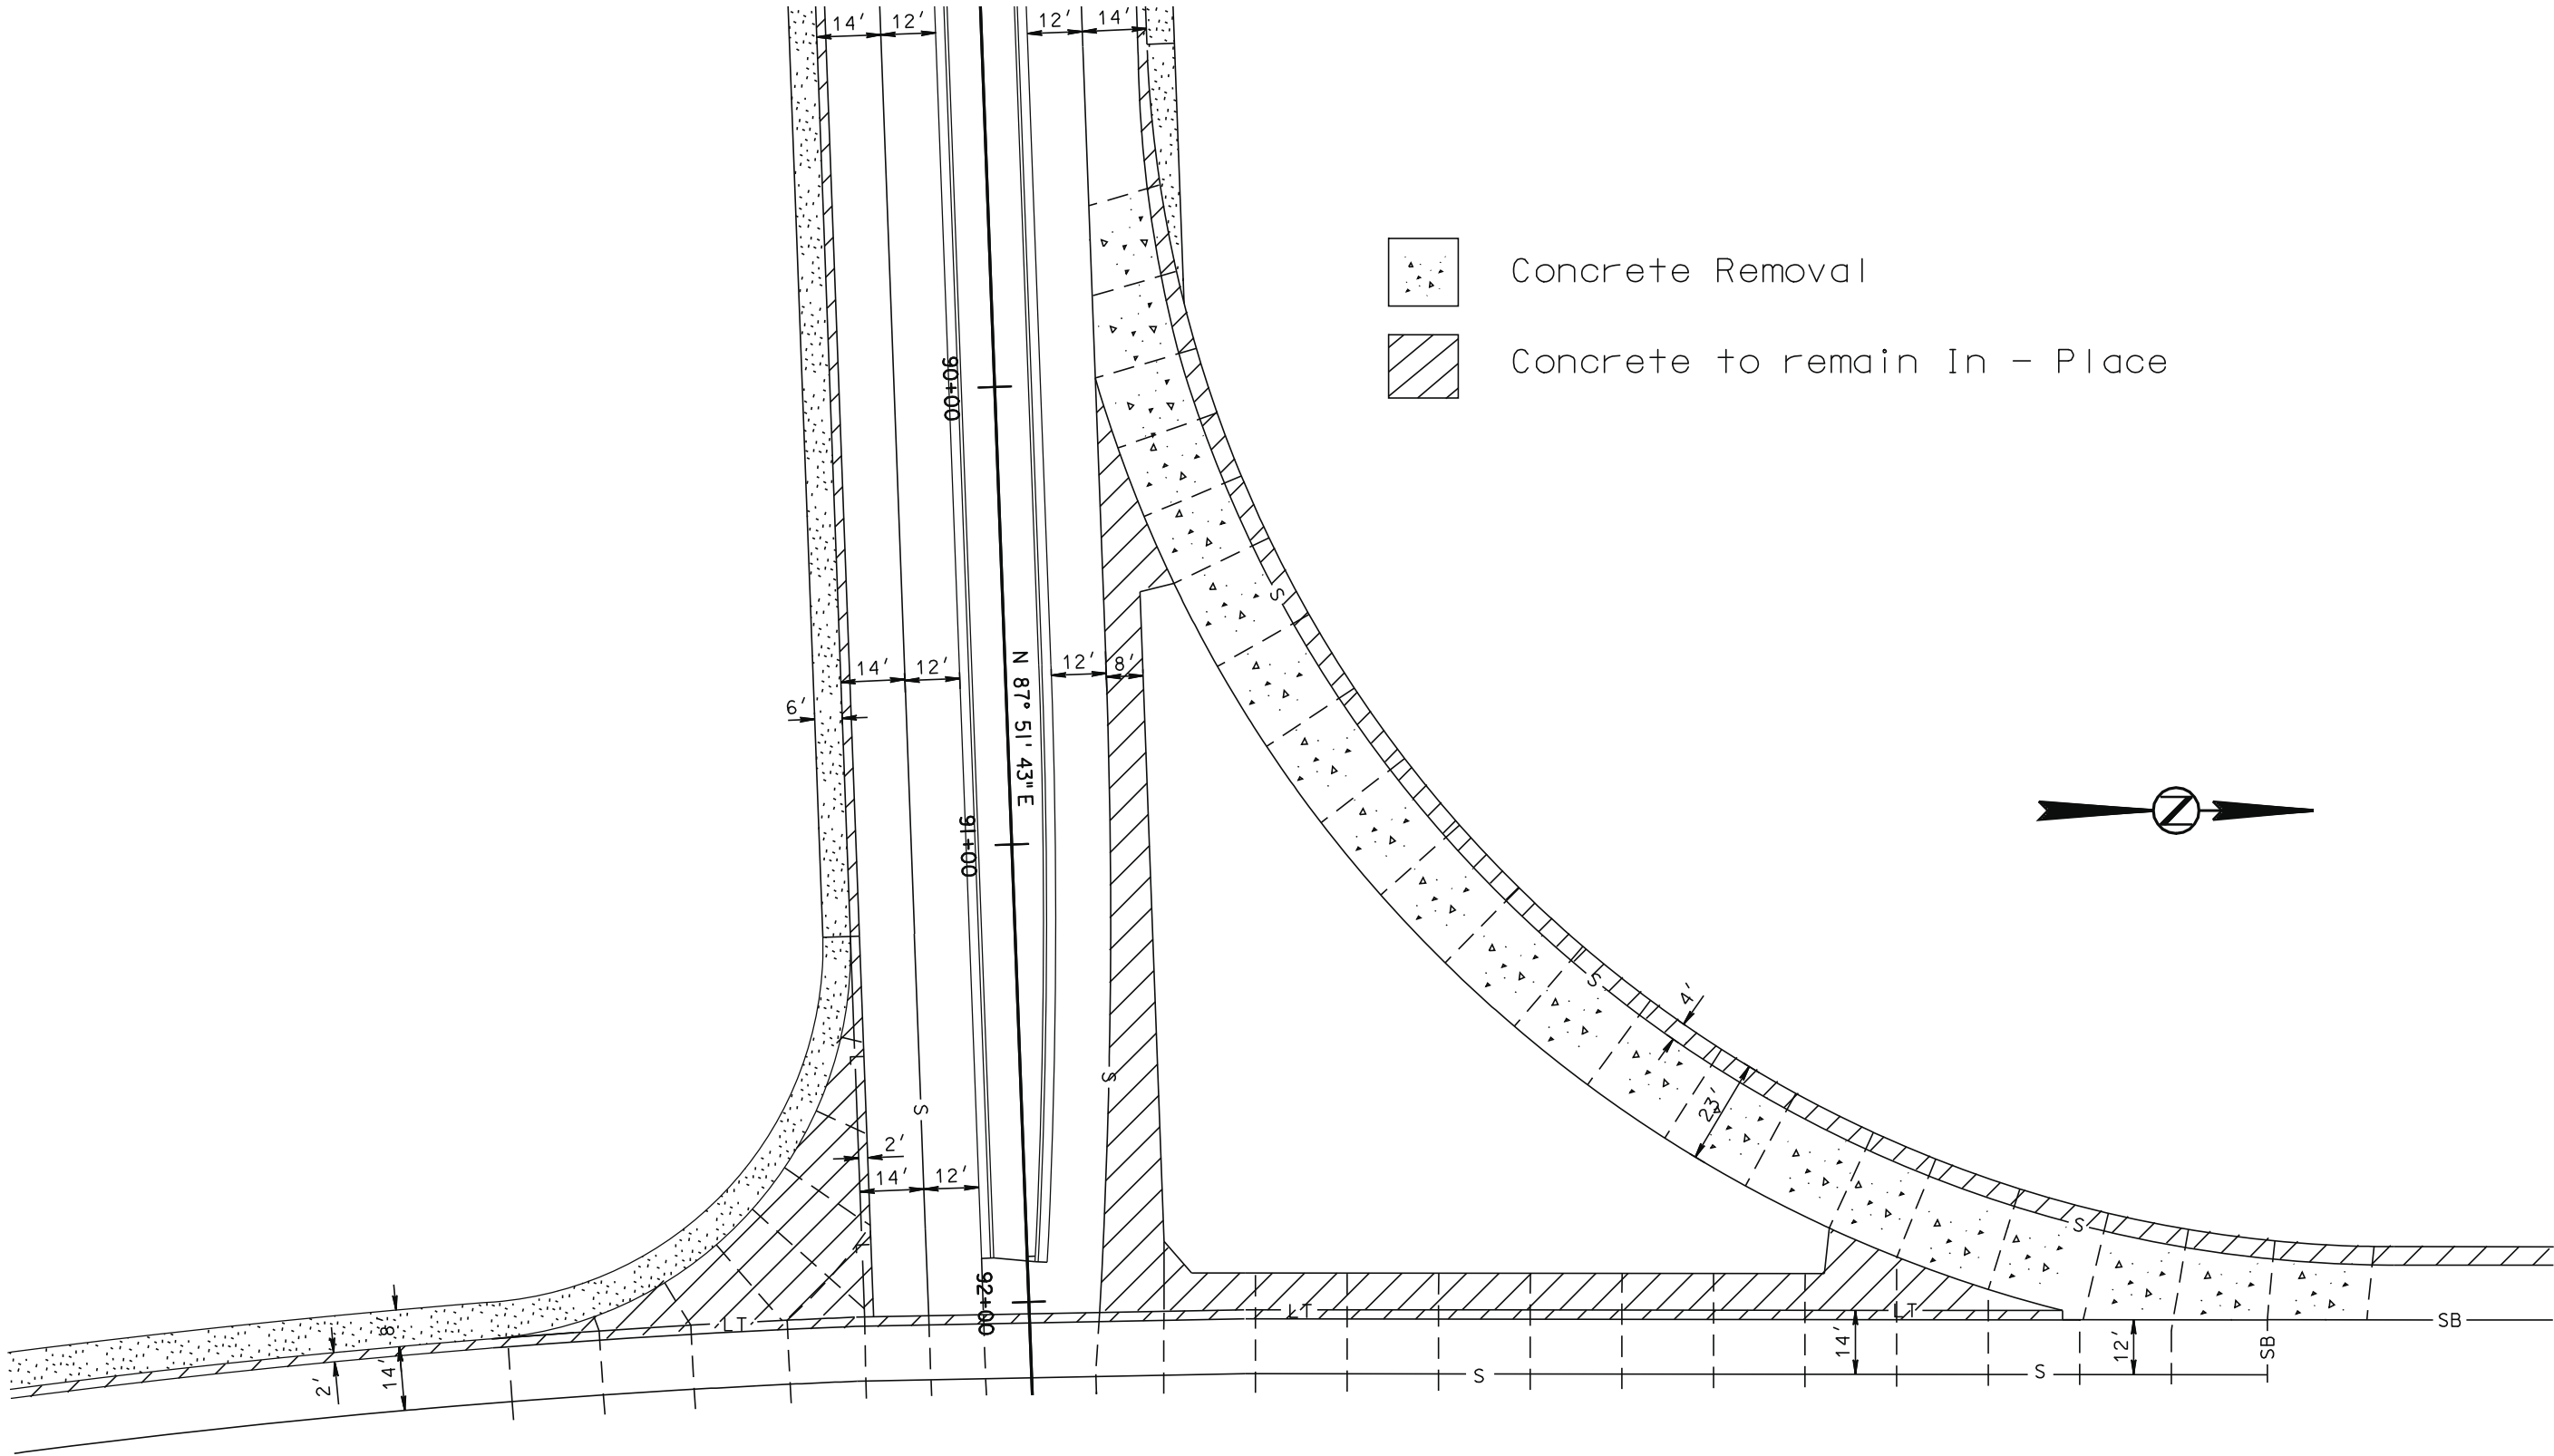 14' 12' 12' 14'
Concrete Removal
Concrete to remain In - Place
90+00
N 87° 51' 43" E
14' 12' 12' 8'
6'
S
Z
91+00
S
4'
S
23'
S
2'
14' 12'
S
92+00
8'
LT LT LT
14' 12' SB SB
2' 14'
S S